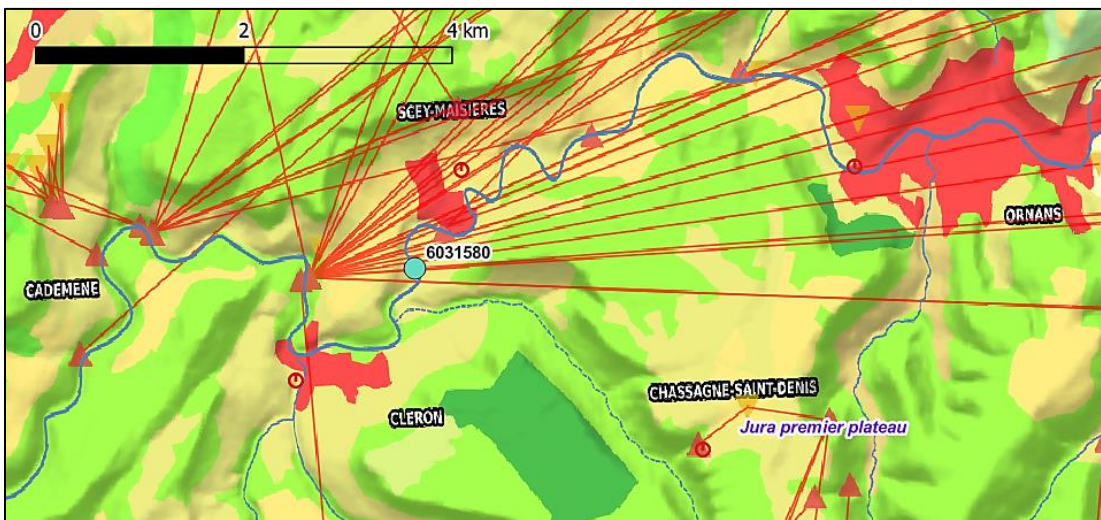 0 2 4 km
SCEY-MAISIERES
6031580
ORNANS
CADEMENE
CHASSAGNE-SAINT-DENIS
CLERON
Jura premier plateau